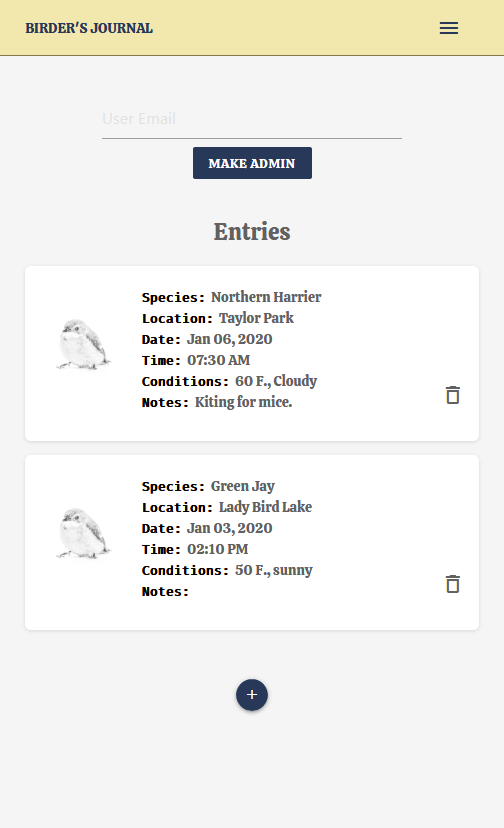 BIRDER'S JOURNAL
User Email
MAKE ADMIN
Entries
Species: Northern Harrier
Location: Taylor Park
Date: Jan 06, 2020
Time: 07:30 AM
Conditions: 60 F., Cloudy
Notes: Kiting for mice.
Species: Green Jay
Location: Lady Bird Lake
Date: Jan 03, 2020
Time: 02:10 PM
Conditions: 50 F., sunny
Notes:
+